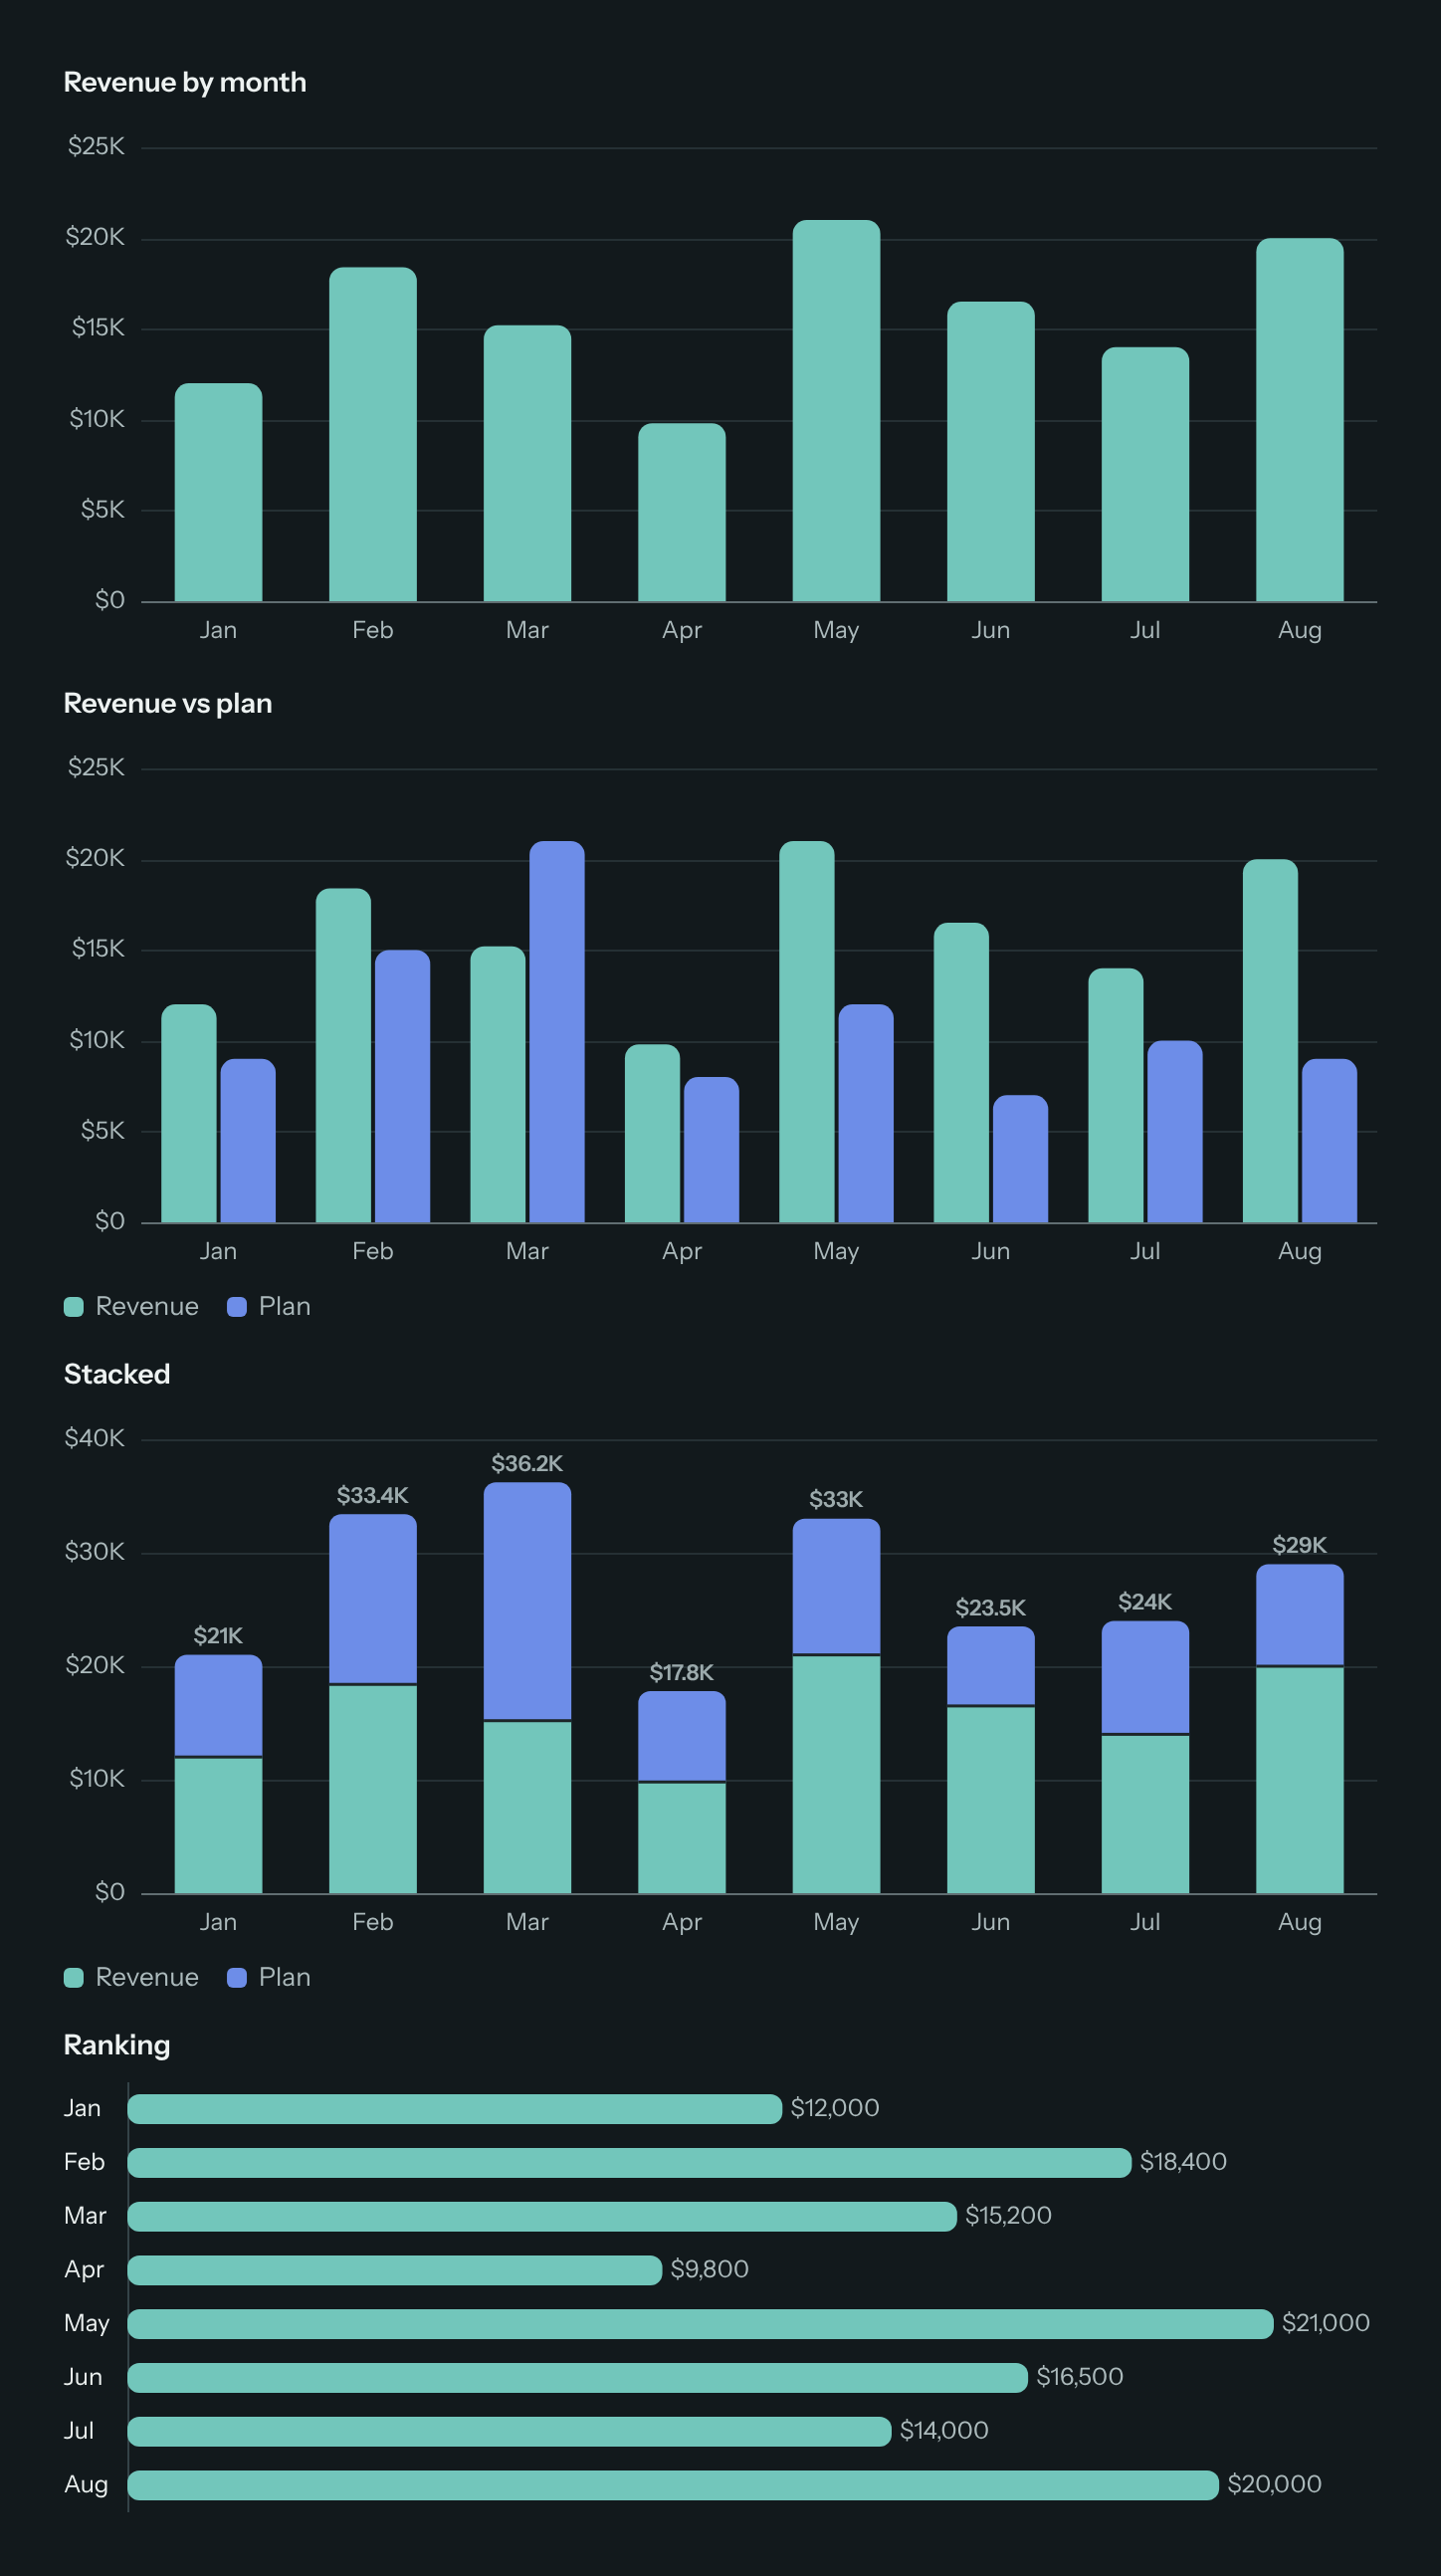 Revenue by month
$25K
$20K
$15K
$10K
$5K
$0
Jan Feb Mar Apr May Jun Jul Aug
Revenue vs plan
$25K
$20K
$15K
$10K
$5K
$0
Jan Feb Mar Apr May Jun Jul Aug
Revenue Plan
Stacked
$40K
$36.2K
$33.4K
$33K
$30K
$29K
$24K
$23.5K
$21K
$20K
$17.8K
$10K
$0
Jan Feb Mar Apr May Jun Jul Aug
Revenue Plan
Ranking
Jan $12,000
Feb $18,400
Mar $15,200
Apr $9,800
May $21,000
Jun $16,500
Jul $14,000
Aug $20,000